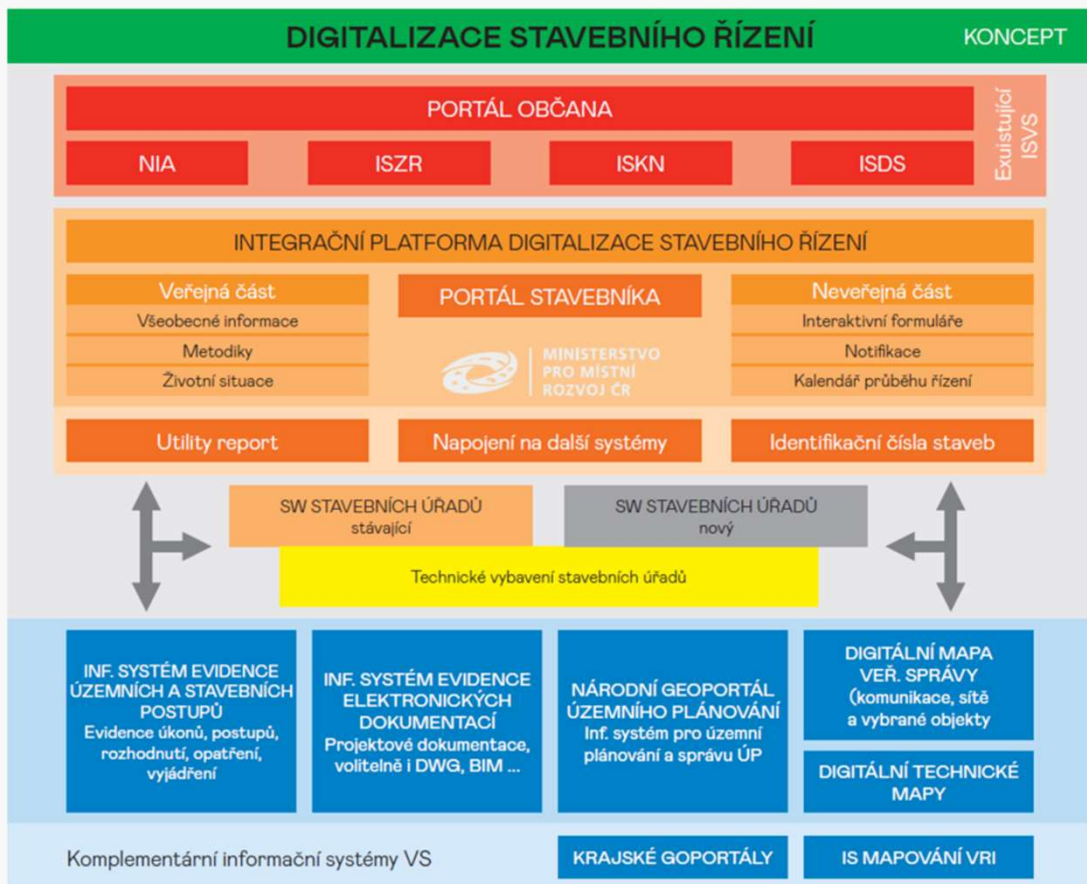 DIGITALIZACE STAVEBNÍHO ŘÍZENÍ
KONCEPT
PORTÁL OBČANA
NIA
ISZR
ISKN
ISDS
Exuistující
ISVS
INTEGRAČNÍ PLATFORMA DIGITALIZACE STAVEBNÍHO ŘÍZENÍ
Veřejná část
Všeobecné informace
Metodiky
Životní situace
PORTÁL STAVEBNÍKA
MINISTERSTVO
PRO MÍSTNÍ
ROZVOJ ČR
Neveřejná část
Interaktivní formuláře
Notifikace
Kalendář průběhu řízení
Utility report
Napojení na další systémy
Identifikační čísla staveb
SW STAVEBNÍCH ÚŘADŮ
stávající
SW STAVEBNÍCH ÚŘADŮ
nový
Technické vybavení stavebních úřadů
INF. SYSTÉM EVIDENCE
ÚZEMNÍCH A STAVEBNÍCH
POSTUPŮ
Evidence úkonů, postupů,
rozhodnutí, opatření,
vyjádření
INF. SYSTÉM EVIDENCE
ELEKTRONICKÝCH
DOKUMENTACÍ
Projektové dokumentace,
volitelně i DWG, BIM ...
NÁRODNÍ GEOPORTÁL
ÚZEMNÍHO PLÁNOVÁNÍ
Inf. systém pro územní
plánování a správu ÚP
DIGITÁLNÍ MAPA
VEŘ. SPRÁVY
(komunikace, sítě
a vybrané objekty
DIGITÁLNÍ TECHNICKÉ
MAPY
Komplementární informační systémy VS
KRAJSKÉ GOPORTÁLY
IS MAPOVÁNÍ VRI